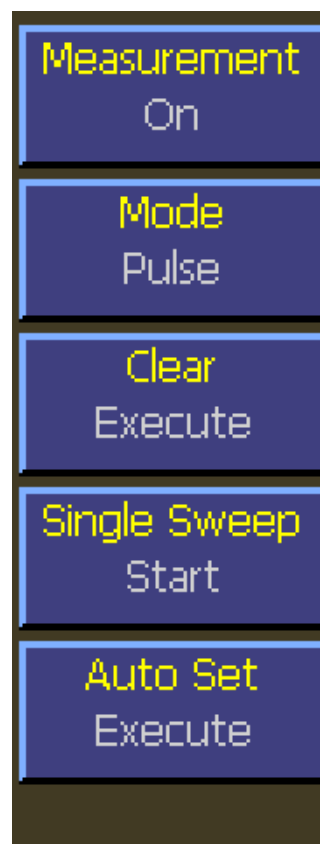 Measurement
On
Mode
Pulse
Clear
Execute
Single Sweep
Start
Auto Set
Execute